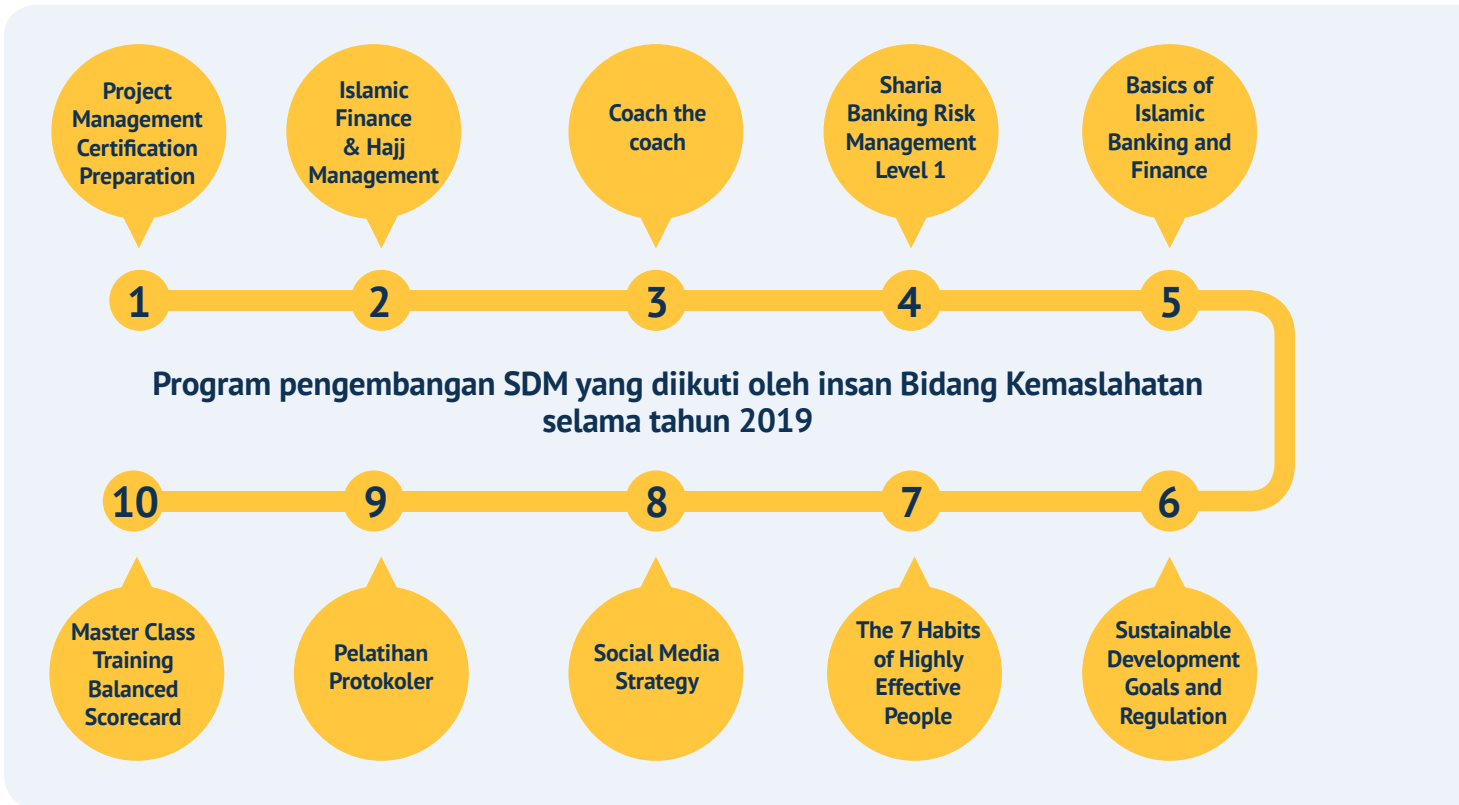 Project
Management
Certification
Preparation
Islamic
Finance
& Hajj
Management
Coach the
coach
Sharia
Banking Risk
Management
Level 1
Basics of
Islamic
Banking and
Finance
1
2
3
4
5
Program pengembangan SDM yang diikuti oleh insan Bidang Kemaslahatan
selama tahun 2019
10
9
8
7
6
Master Class
Training
Balanced
Scorecard
Pelatihan
Protokoler
Social Media
Strategy
The 7 Habits
of Highly
Effective
People
Sustainable
Development
Goals and
Regulation